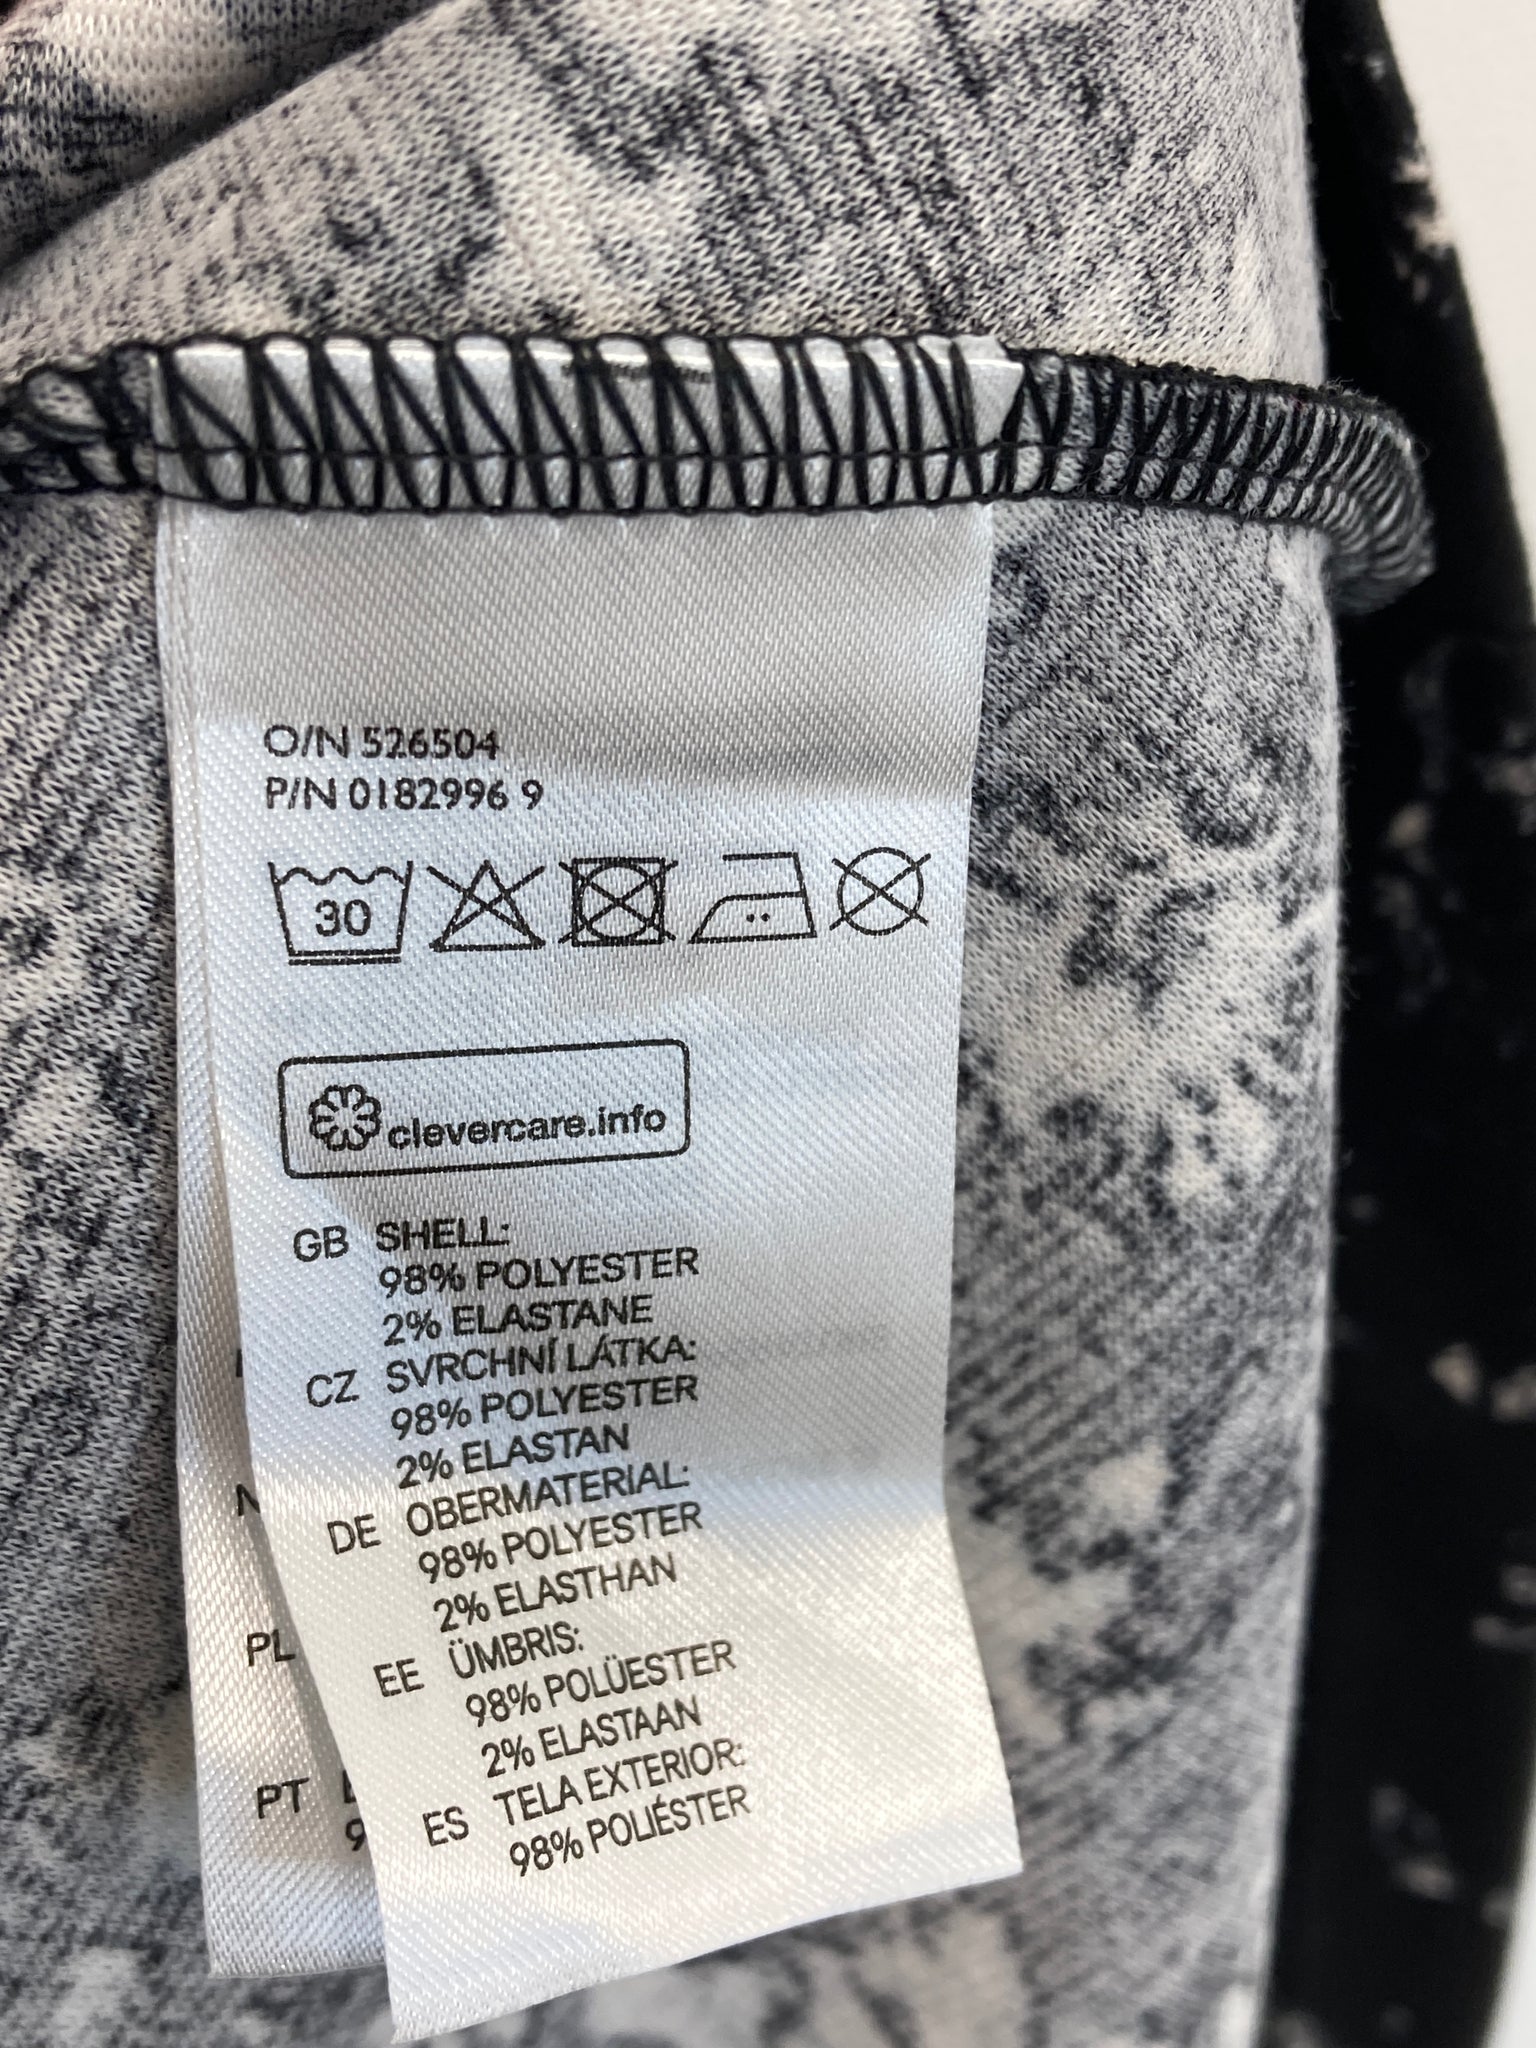 O/N 526504
P/N 0182996 9
30
clevercare.info
GB SHELL:
98% POLYESTER
2% ELASTANE
CZ SVRCHNÍ LÁTKA:
98% POLYESTER
2% ELASTAN
DE OBERMATERIAL:
98% POLYESTER
2% ELASTHAN
EE ÜMBRIS:
98% POLÜESTER
2% ELASTAAN
ES TELA EXTERIOR:
98% POLIÉSTER
PL
PT
9